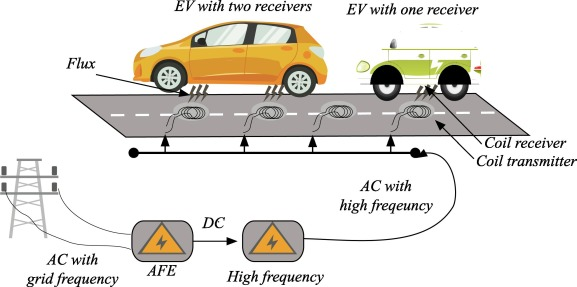 EV with two receivers
EV with one receiver
Flux
Coil receiver
Coil transmitter
AC with
high freqeuncy
DC
AC with
grid frequency
AFE
High frequency